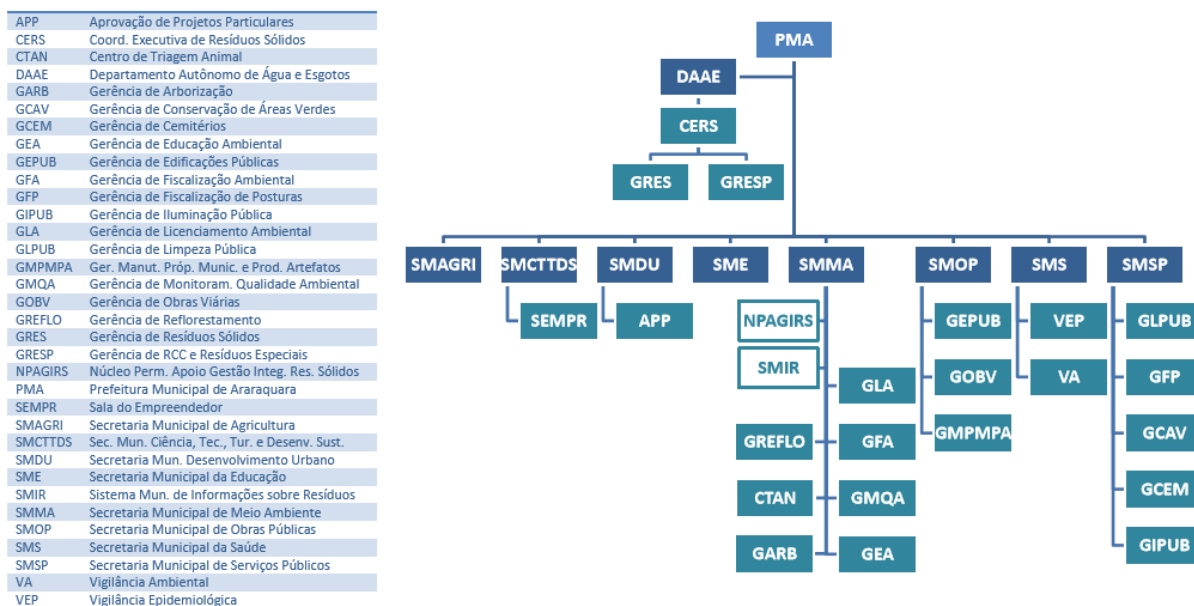 APP Aprovação de Projetos Particulares
CERS Coord. Executiva de Resíduos Sólidos
CTAN Centro de Triagem Animal
DAAE Departamento Autônomo de Água e Esgotos
GARB Gerência de Arborização
GCAV Gerência de Conservação de Áreas Verdes
GCEM Gerência de Cemitérios
GEA Gerência de Educação Ambiental
GEPUB Gerência de Edificações Públicas
GFA Gerência de Fiscalização Ambiental
GFP Gerência de Fiscalização de Posturas
GIPUB Gerência de Iluminação Pública
GLA Gerência de Licenciamento Ambiental
GLPUB Gerência de Limpeza Pública
GMPMPA Ger. Manut. Próp. Munic. e Prod. Artefatos
GMQA Gerência de Monitoram. Qualidade Ambiental
GOBV Gerência de Obras Viárias
GREFLO Gerência de Reflorestamento
GRES Gerência de Resíduos Sólidos
GRESP Gerência de RCC e Resíduos Especiais
NPAGIRS Núcleo Perm. Apoio Gestão Integ. Res. Sólidos
PMA Prefeitura Municipal de Araraquara
SEMPR Sala do Empreendedor
SMAGRI Secretaria Municipal de Agricultura
SMCTTDS Sec. Mun. Ciência, Tec., Tur. e Desenv. Sust.
SMDU Secretaria Mun. Desenvolvimento Urbano
SME Secretaria Municipal da Educação
SMIR Sistema Mun. de Informações sobre Resíduos
SMMA Secretaria Municipal de Meio Ambiente
SMOP Secretaria Municipal de Obras Públicas
SMS Secretaria Municipal da Saúde
SMSP Secretaria Municipal de Serviços Públicos
VA Vigilância Ambiental
VEP Vigilância Epidemiológica
PMA
DAAE
CERS
GRES GRESP
SMAGRI SMCTTDS SMDU SME SMMA SMOP SMS SMSP
SEMPR APP NPAGIRS GEPUB VEP GLPUB
SMIR GLA GOBV VA GFP
GREFLO GFA GMPMPA GCAV
CTAN GMQA GCEM
GARB GEA GIPUB